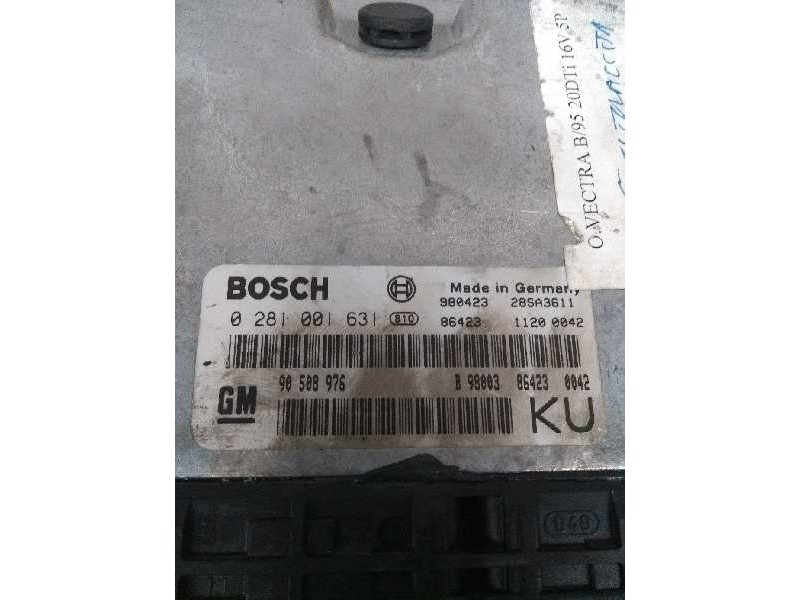 O.VECTRA B/95 20DTi 16V 5P
BOSCH Made in Germany
980423 28SA3611
0 281 001 631 810 86423 1120 0042
90 508 976 B 98003 86423 0042
GM KU
040